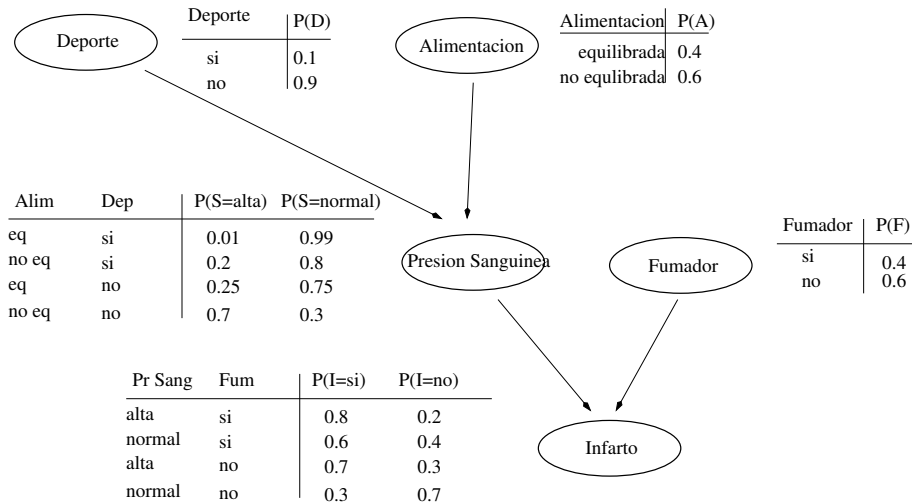 Deporte
Deporte P(D)
si 0.1
no 0.9
Alimentacion
Alimentacion P(A)
equilibrada 0.4
no equlibrada 0.6
Alim Dep P(S=alta) P(S=normal)
eq si 0.01 0.99
no eq si 0.2 0.8
eq no 0.25 0.75
no eq no 0.7 0.3
Presion Sanguinea
Fumador
Fumador P(F)
si 0.4
no 0.6
Pr Sang Fum P(I=si) P(I=no)
alta si 0.8 0.2
normal si 0.6 0.4
alta no 0.7 0.3
normal no 0.3 0.7
Infarto